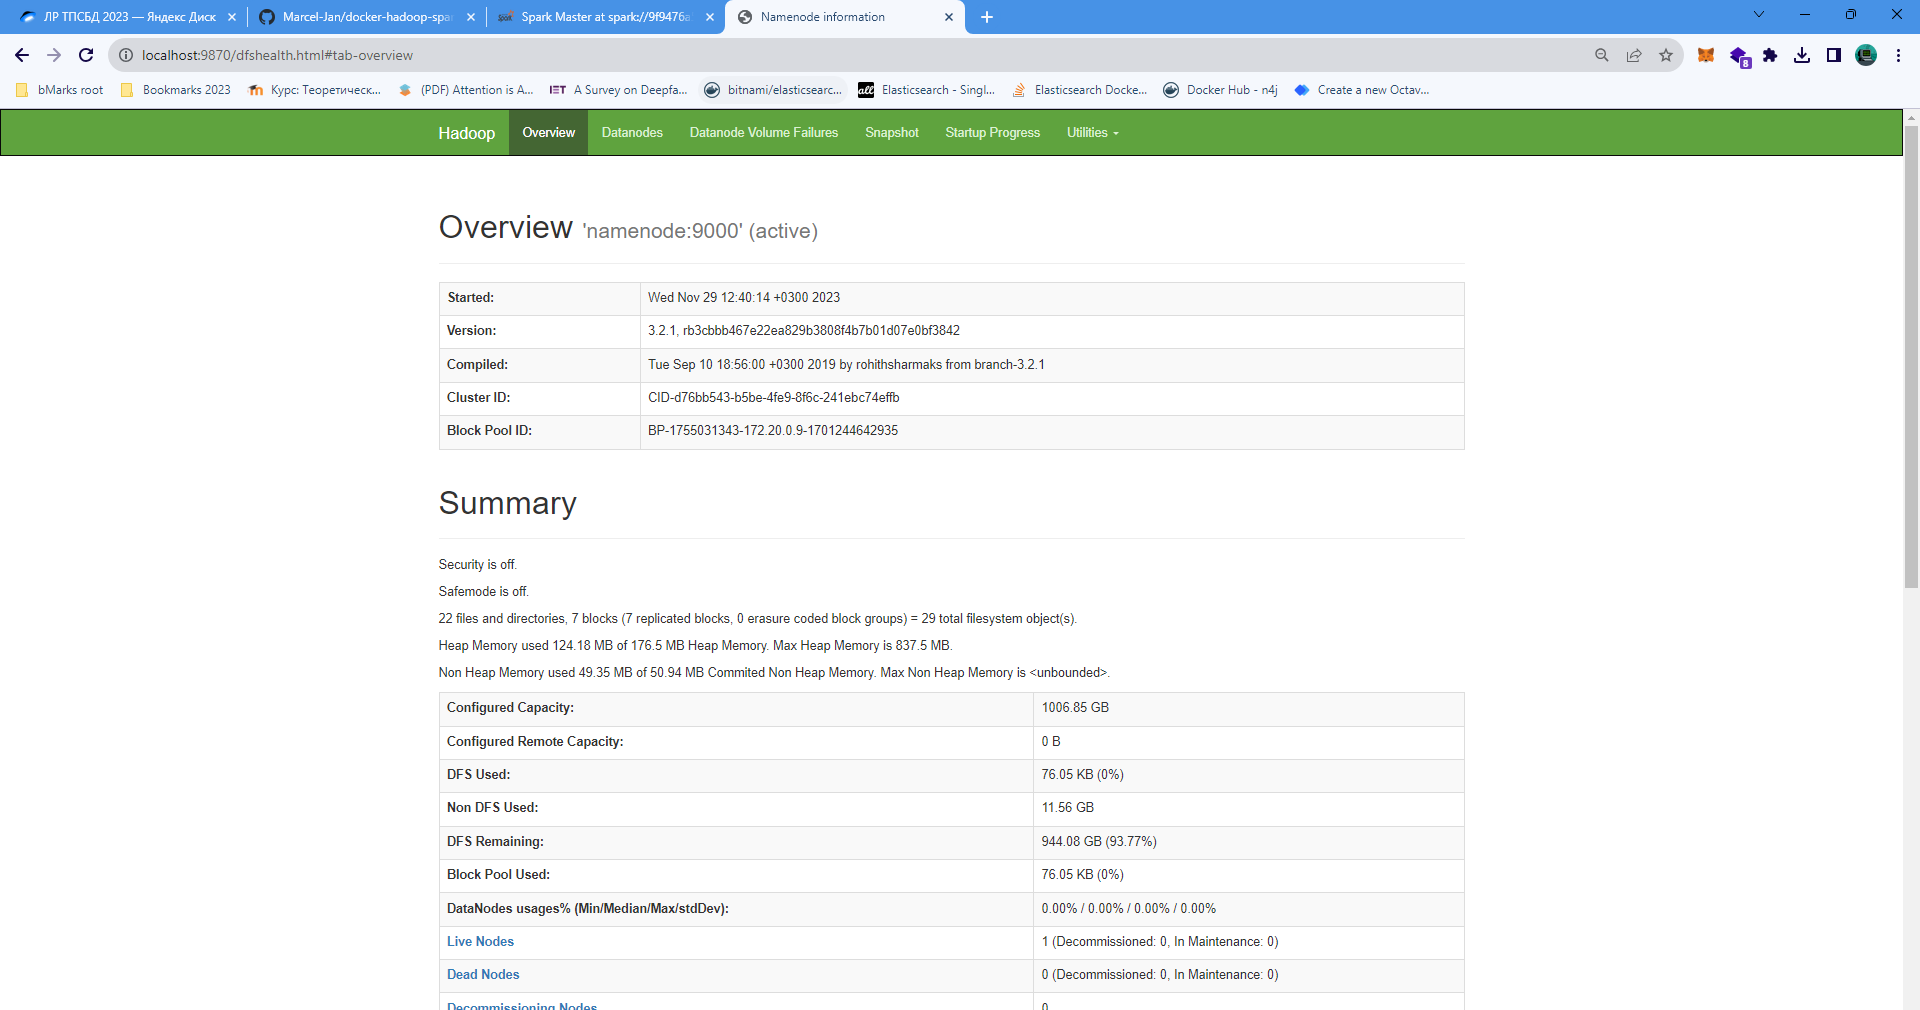 ЛР ТПСБД 2023 — Яндекс Диск
Marcel-Jan/docker-hadoop-spa
Spark Master at spark://9f9476a
Namenode information
localhost:9870/dfshealth.html#tab-overview
8
bMarks root
Bookmarks 2023
Курс: Теоретическ...
(PDF) Attention is A...
IET A Survey on Deepfa...
bitnami/elasticsearc...
all Elasticsearch - Singl...
Elasticsearch Docke...
Docker Hub - n4j
Create a new Octav...
Hadoop Overview Datanodes Datanode Volume Failures Snapshot Startup Progress Utilities
Overview 'namenode:9000' (active)
Started: Wed Nov 29 12:40:14 +0300 2023
Version: 3.2.1, rb3cbbb467e22ea829b3808f4b7b01d07e0bf3842
Compiled: Tue Sep 10 18:56:00 +0300 2019 by rohithsharmaks from branch-3.2.1
Cluster ID: CID-d76bb543-b5be-4fe9-8f6c-241ebc74effb
Block Pool ID: BP-1755031343-172.20.0.9-1701244642935
Summary
Security is off.
Safemode is off.
22 files and directories, 7 blocks (7 replicated blocks, 0 erasure coded block groups) = 29 total filesystem object(s).
Heap Memory used 124.18 MB of 176.5 MB Heap Memory. Max Heap Memory is 837.5 MB.
Non Heap Memory used 49.35 MB of 50.94 MB Commited Non Heap Memory. Max Non Heap Memory is <unbounded>.
Configured Capacity: 1006.85 GB
Configured Remote Capacity: 0 B
DFS Used: 76.05 KB (0%)
Non DFS Used: 11.56 GB
DFS Remaining: 944.08 GB (93.77%)
Block Pool Used: 76.05 KB (0%)
DataNodes usages% (Min/Median/Max/stdDev): 0.00% / 0.00% / 0.00% / 0.00%
Live Nodes 1 (Decommissioned: 0, In Maintenance: 0)
Dead Nodes 0 (Decommissioned: 0, In Maintenance: 0)
Decommissioning Nodes 0